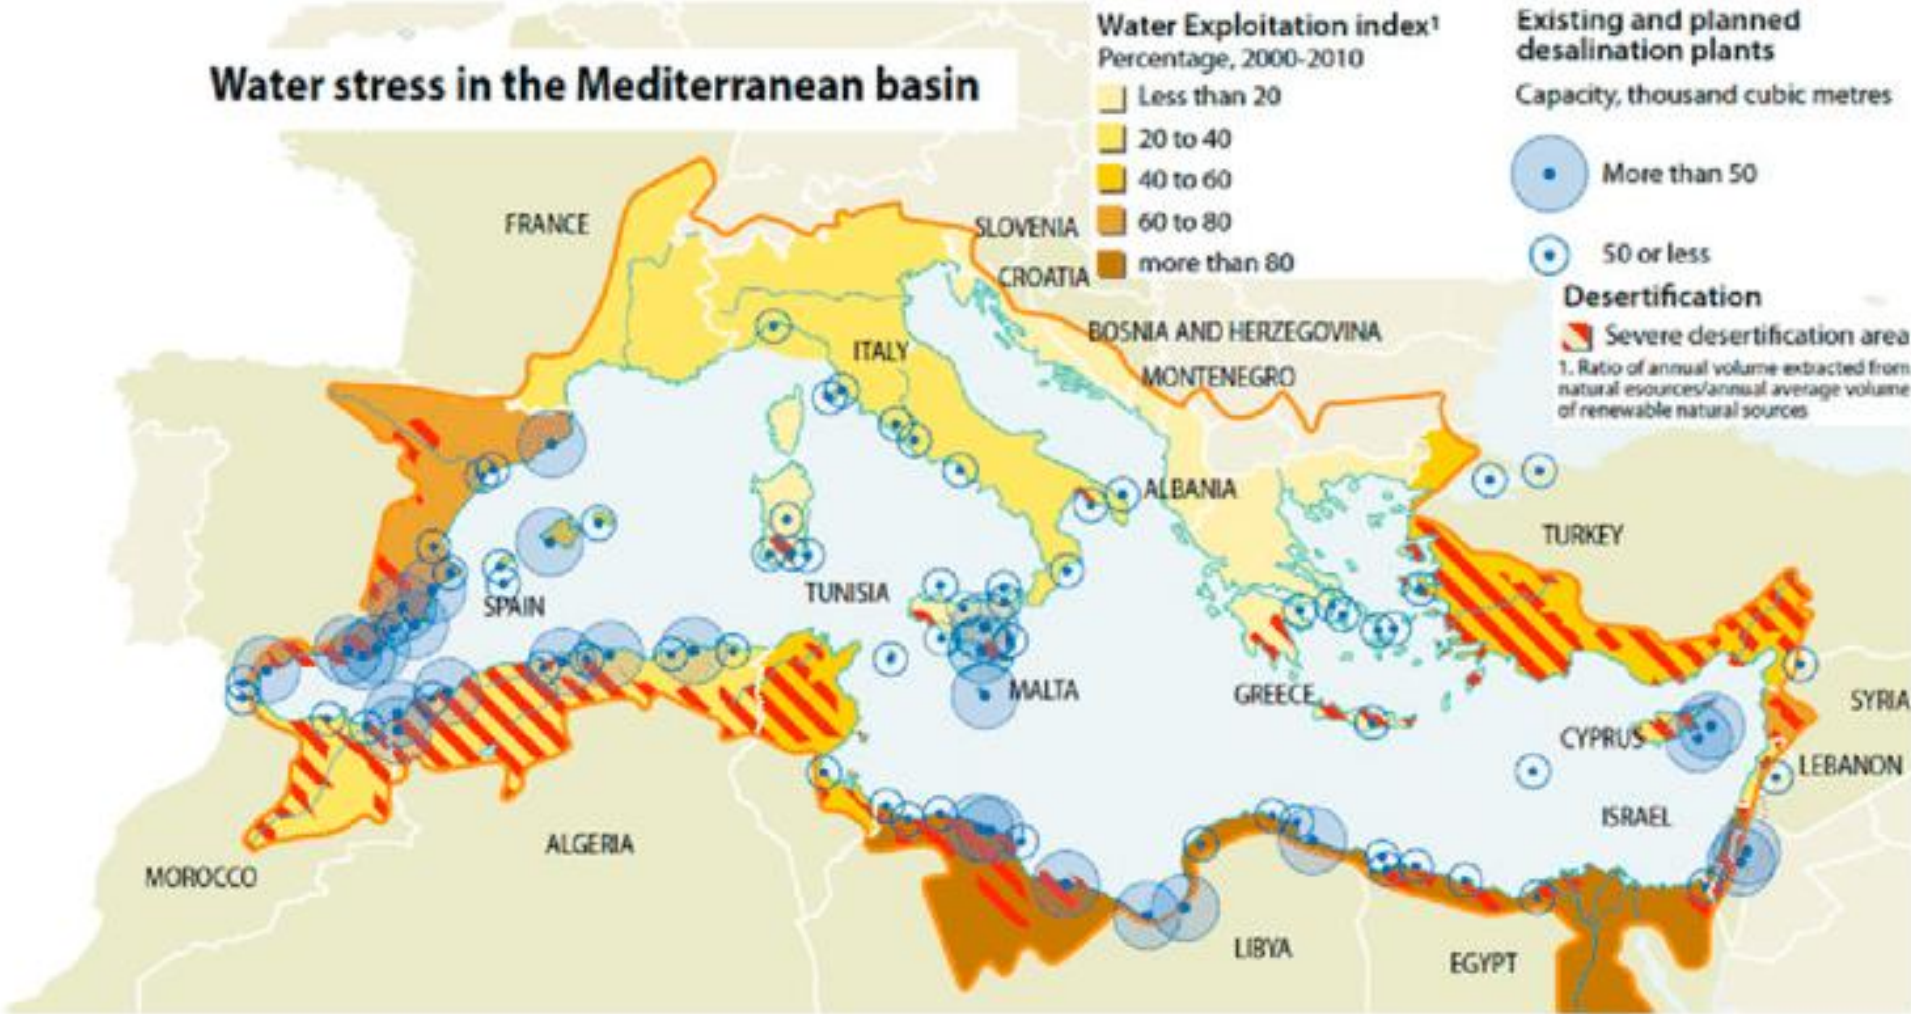 Water stress in the Mediterranean basin
Water Exploitation index¹
Percentage, 2000-2010
Less than 20
20 to 40
40 to 60
60 to 80
more than 80
Existing and planned
desalination plants
Capacity, thousand cubic metres
More than 50
50 or less
Desertification
Severe desertification area
1. Ratio of annual volume extracted from
natural esources/annual average volume
of renewable natural sources
FRANCE
SLOVENIA
CROATIA
BOSNIA AND HERZEGOVINA
ITALY
MONTENEGRO
ALBANIA
TURKEY
TUNISIA
SPAIN
MALTA
GREECE
SYRIA
CYPRUS
LEBANON
ISRAEL
ALGERIA
MOROCCO
LIBYA
EGYPT